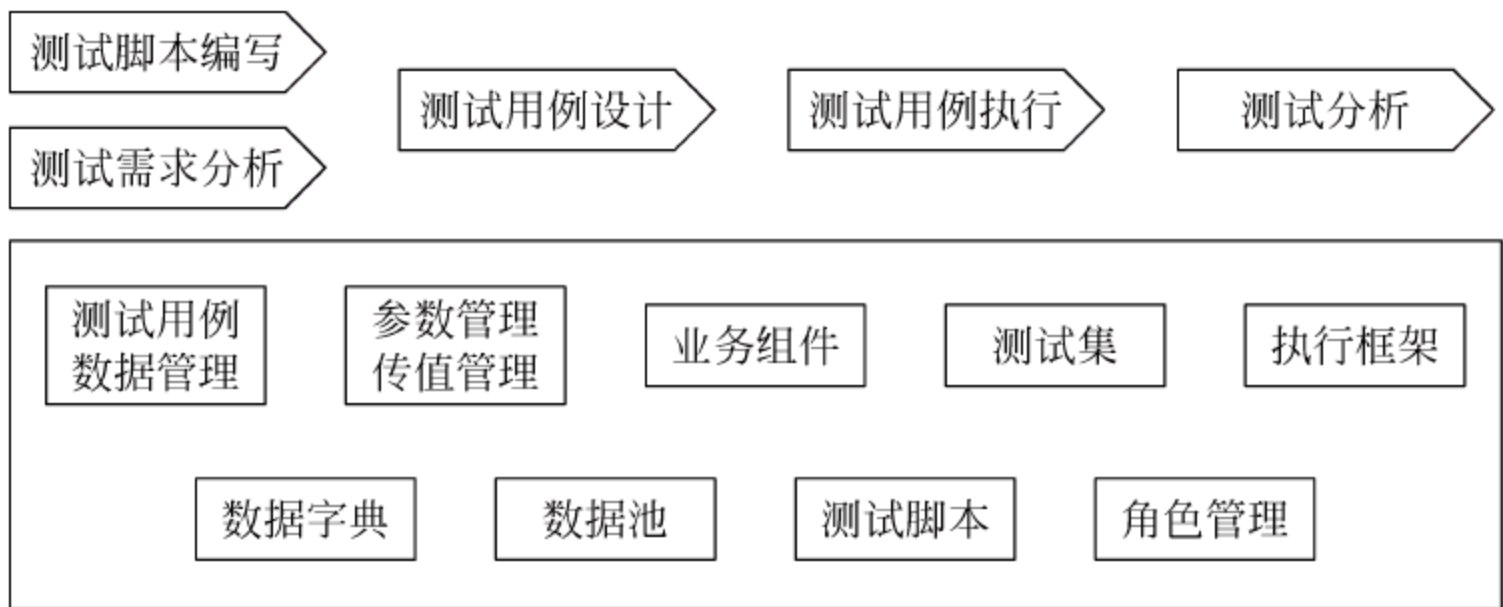 测试脚本编写
测试需求分析
测试用例设计
测试用例执行
测试分析
测试用例
数据管理
参数管理
传值管理
业务组件
测试集
执行框架
数据字典
数据池
测试脚本
角色管理